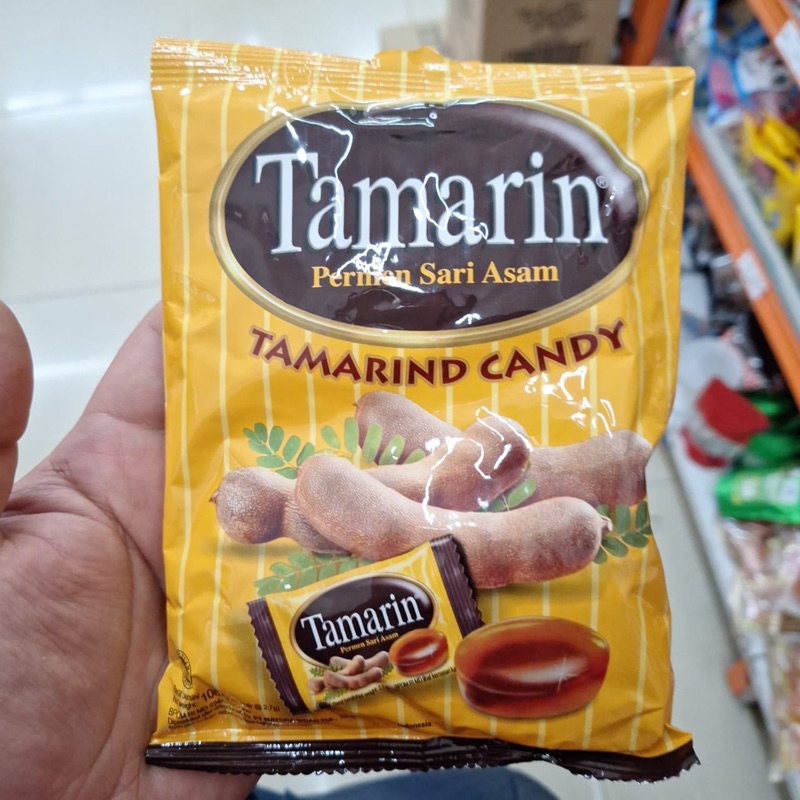 Tamarin®
Permen Sari Asam
TAMARIND CANDY
Tamarin
Permen Sari Asam